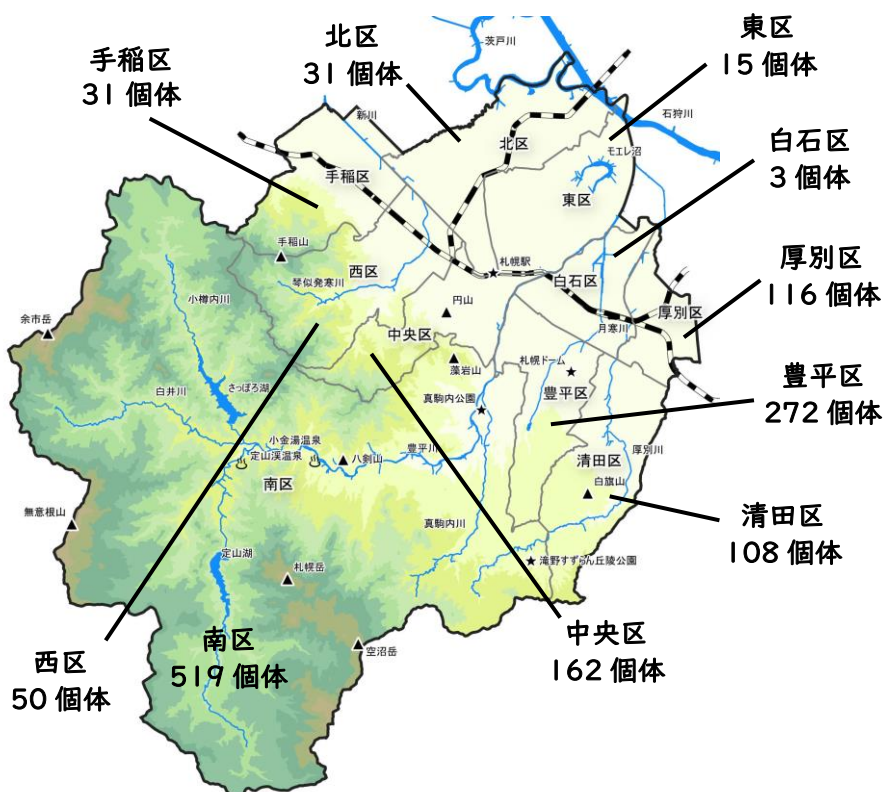 手稲区
31個体
北区
31個体
東区
15個体
白石区
3個体
厚別区
116個体
豊平区
272個体
清田区
108個体
中央区
162個体
南区
519個体
西区
50個体
茨戸川
石狩川
新川
北区
モエレ沼
手稲区
東区
手稲山
西区
札幌駅
琴似発寒川
白石区
小樽内川
円山
厚別区
余市岳
中央区
月寒川
藻岩山
札幌ドーム
白井川
さっぽろ湖
真駒内公園
豊平区
小金湯温泉
豊平川
定山渓温泉
八剣山
清田区
厚別川
南区
白旗山
無意根山
真駒内川
定山湖
札幌岳
滝野すずらん丘陵公園
空沼岳